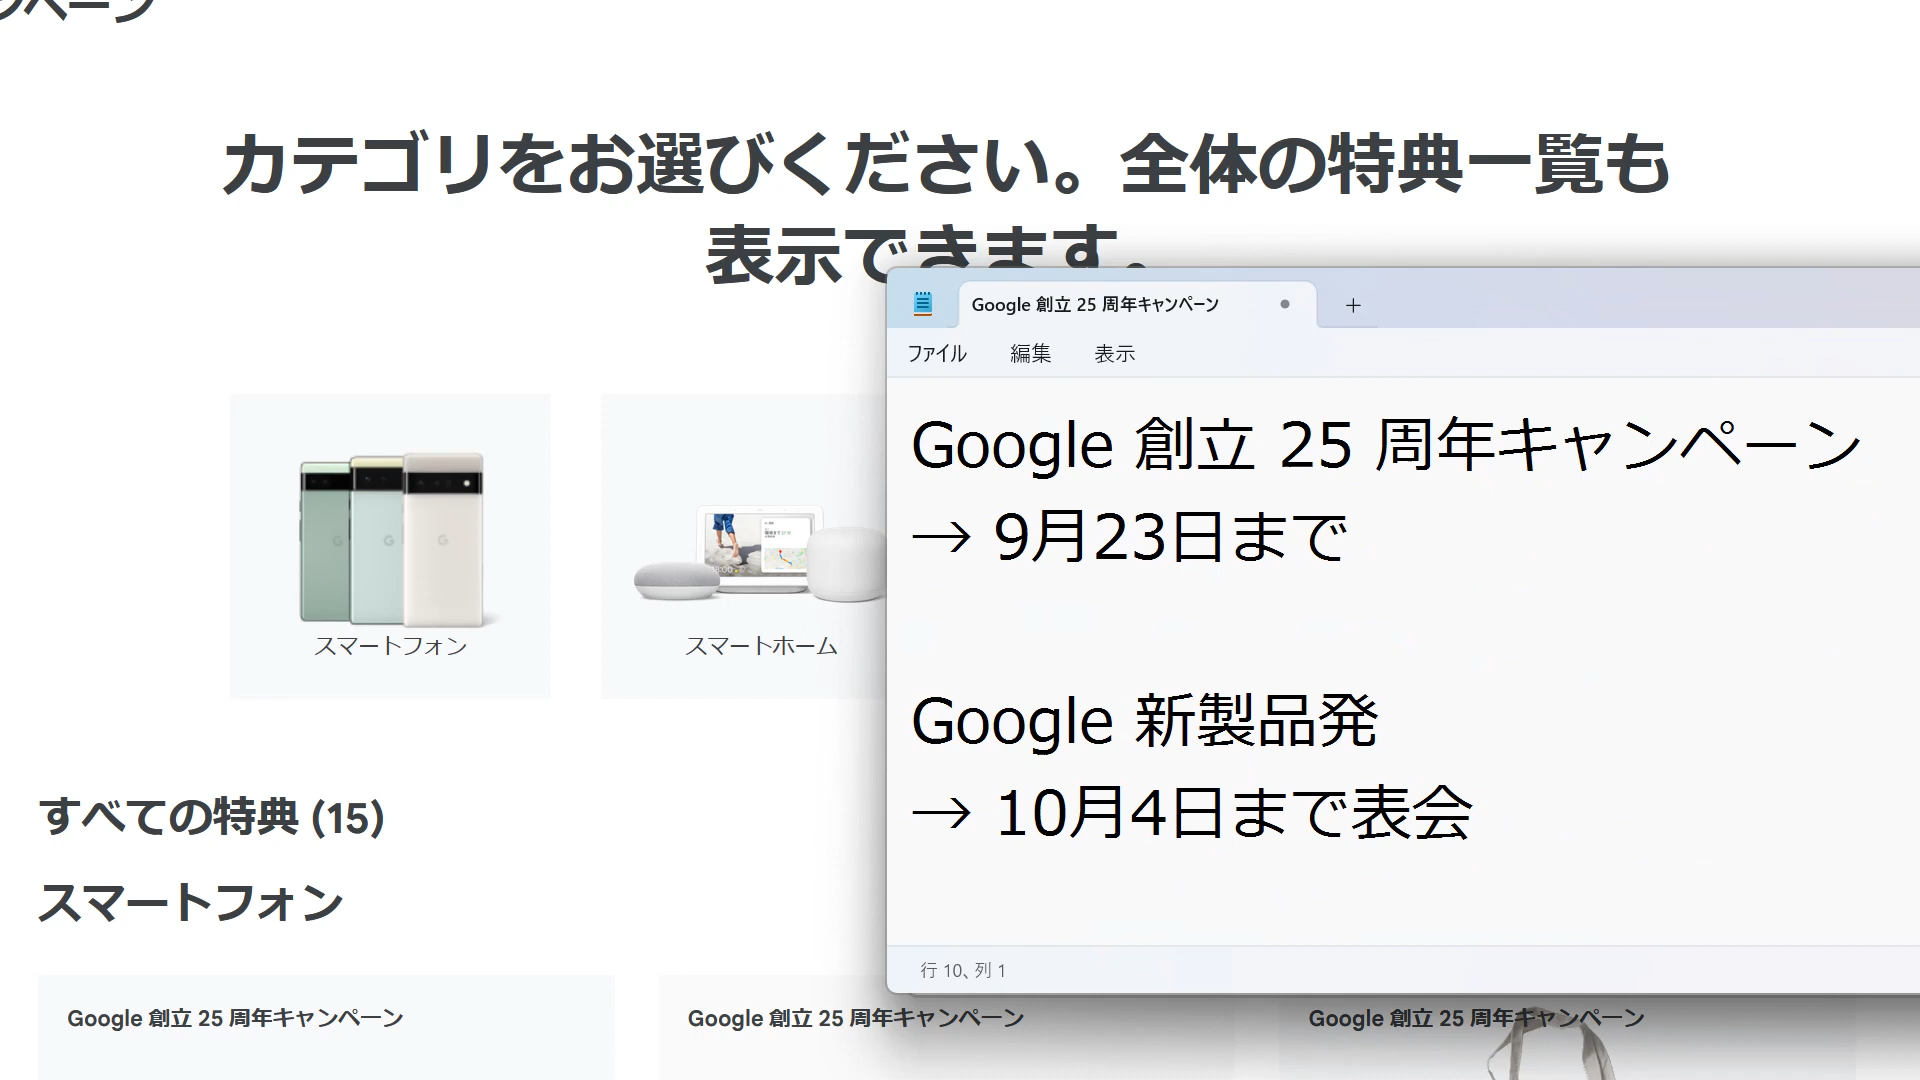 ンペーン
カテゴリをお選びください。全体の特典一覧も
表示できます。
スマートフォン
スマートホーム
すべての特典 (15)
スマートフォン
Google 創立 25 周年キャンペーン
Google 創立 25 周年キャンペーン
Google 創立 25 周年キャンペーン
Google 創立 25 周年キャンペーン
ファイル 編集 表示
Google 創立 25 周年キャンペーン
→ 9月23日まで
Google 新製品発
→ 10月4日まで表会
行 10、列 1